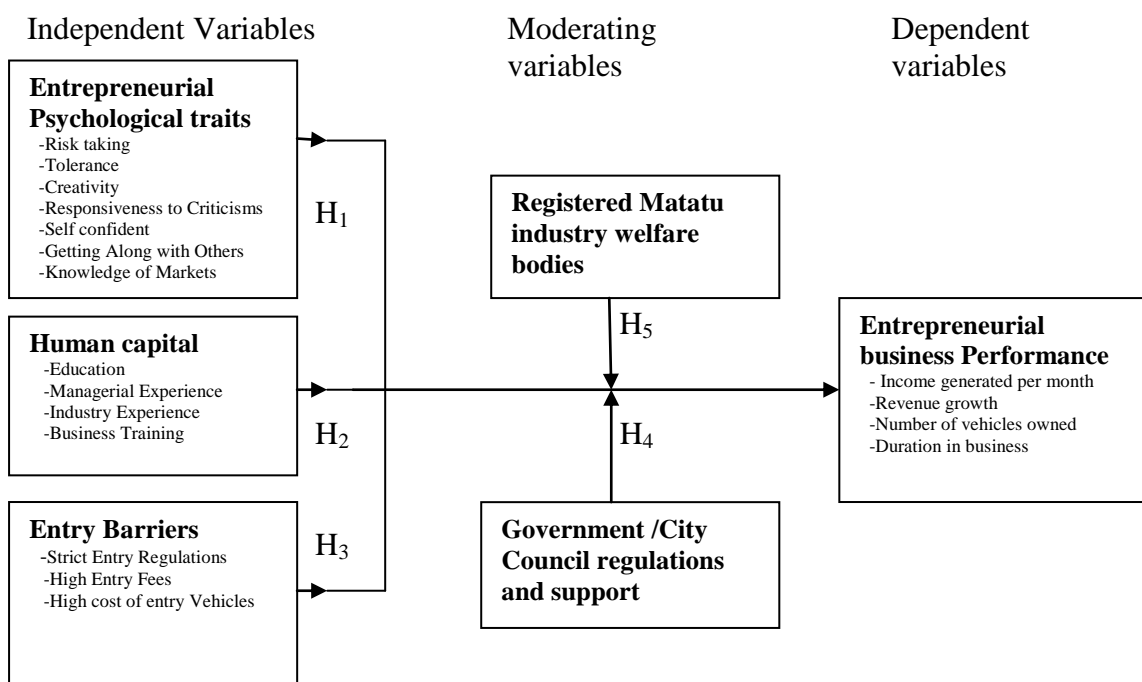 Independent Variables
Moderating
variables
Dependent
variables
Entrepreneurial
Psychological traits
-Risk taking
-Tolerance
-Creativity
-Responsiveness to Criticisms
-Self confident
-Getting Along with Others
-Knowledge of Markets
H₁
Human capital
-Education
-Managerial Experience
-Industry Experience
-Business Training
H₂
Entry Barriers
-Strict Entry Regulations
-High Entry Fees
-High cost of entry Vehicles
H₃
Registered Matatu
industry welfare
bodies
H₅
H₄
Government /City
Council regulations
and support
Entrepreneurial
business Performance
- Income generated per month
-Revenue growth
-Number of vehicles owned
-Duration in business